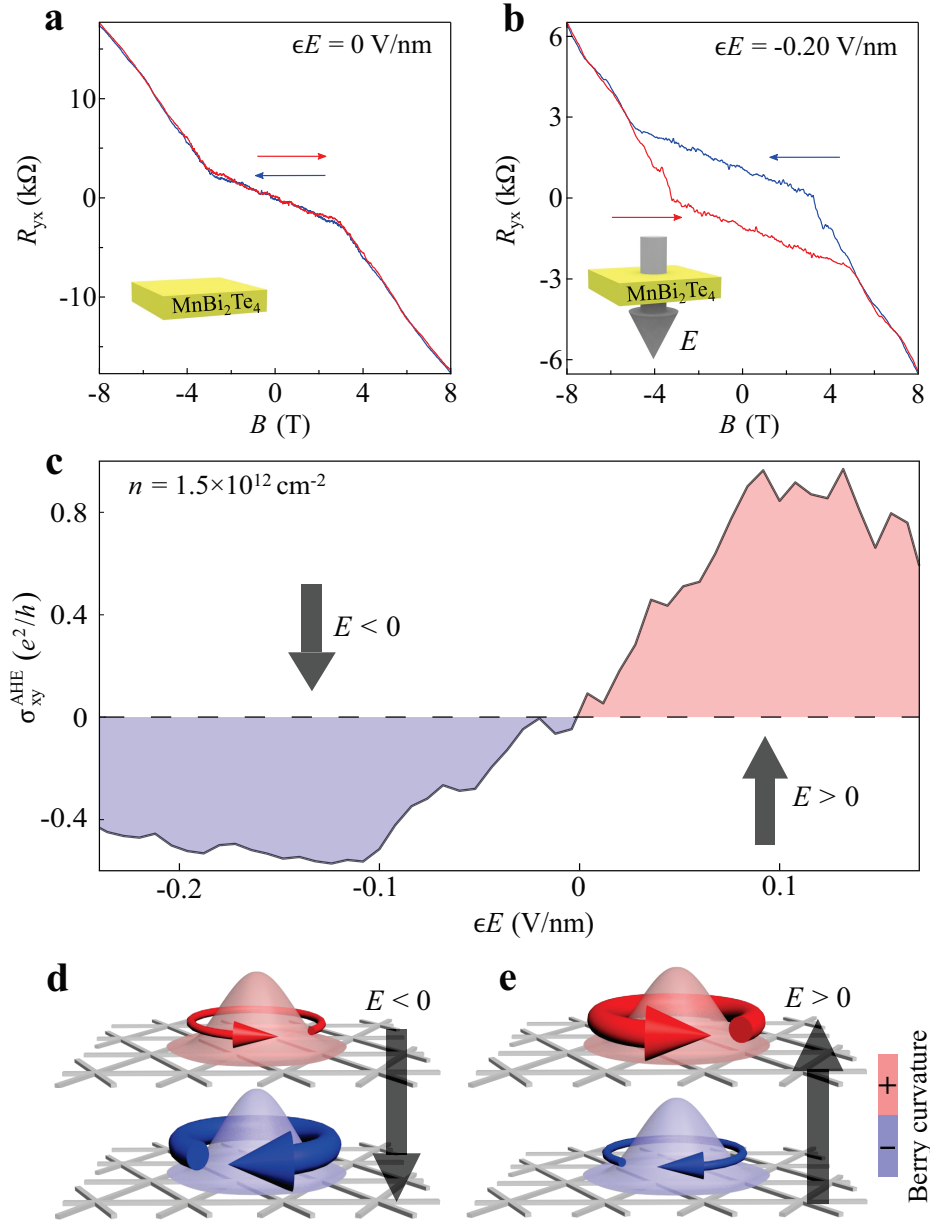 a
ϵE = 0 V/nm
10
0
-10
R_yx (kΩ)
MnBi₂Te₄
-8 -4 0 4 8
B (T)
b
ϵE = -0.20 V/nm
6
3
0
-3
-6
R_yx (kΩ)
MnBi₂Te₄
E
-8 -4 0 4 8
B (T)
c
n = 1.5×10¹² cm⁻²
0.8
0.4
0
-0.4
σ_xy^AHE (e²/h)
E < 0
E > 0
-0.2 -0.1 0 0.1
ϵE (V/nm)
d
E < 0
e
E > 0
+
−
Berry curvature